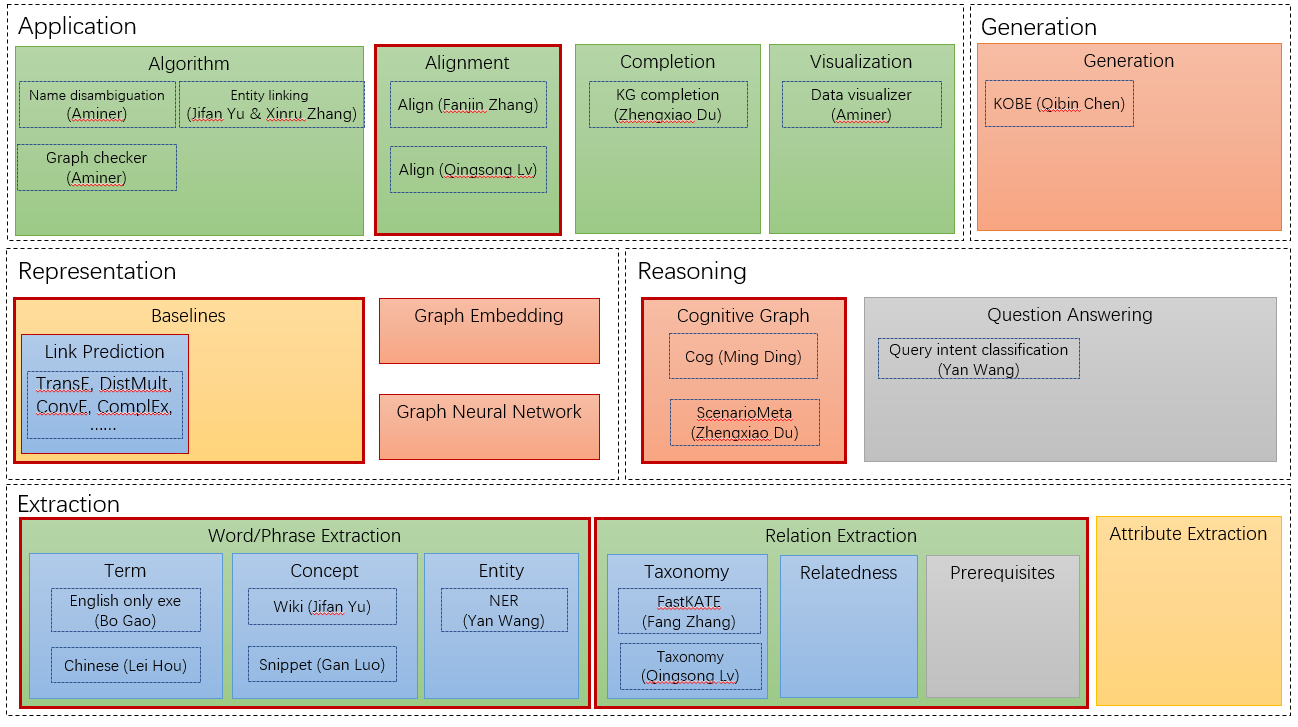 Application
Algorithm
Name disambiguation
(Aminer)
Entity linking
(Jifan Yu & Xinru Zhang)
Graph checker
(Aminer)
Alignment
Align (Fanjin Zhang)
Align (Qingsong Lv)
Completion
KG completion
(Zhengxiao Du)
Visualization
Data visualizer
(Aminer)
Generation
Generation
KOBE (Qibin Chen)
Representation
Baselines
Link Prediction
TransE, DistMult,
ConvE, ComplEx,
……
Graph Embedding
Graph Neural Network
Reasoning
Cognitive Graph
Cog (Ming Ding)
ScenarioMeta
(Zhengxiao Du)
Question Answering
Query intent classification
(Yan Wang)
Extraction
Word/Phrase Extraction
Term
English only exe
(Bo Gao)
Chinese (Lei Hou)
Concept
Wiki (Jifan Yu)
Snippet (Gan Luo)
Entity
NER
(Yan Wang)
Relation Extraction
Taxonomy
FastKATE
(Fang Zhang)
Taxonomy
(Qingsong Lv)
Relatedness
Prerequisites
Attribute Extraction